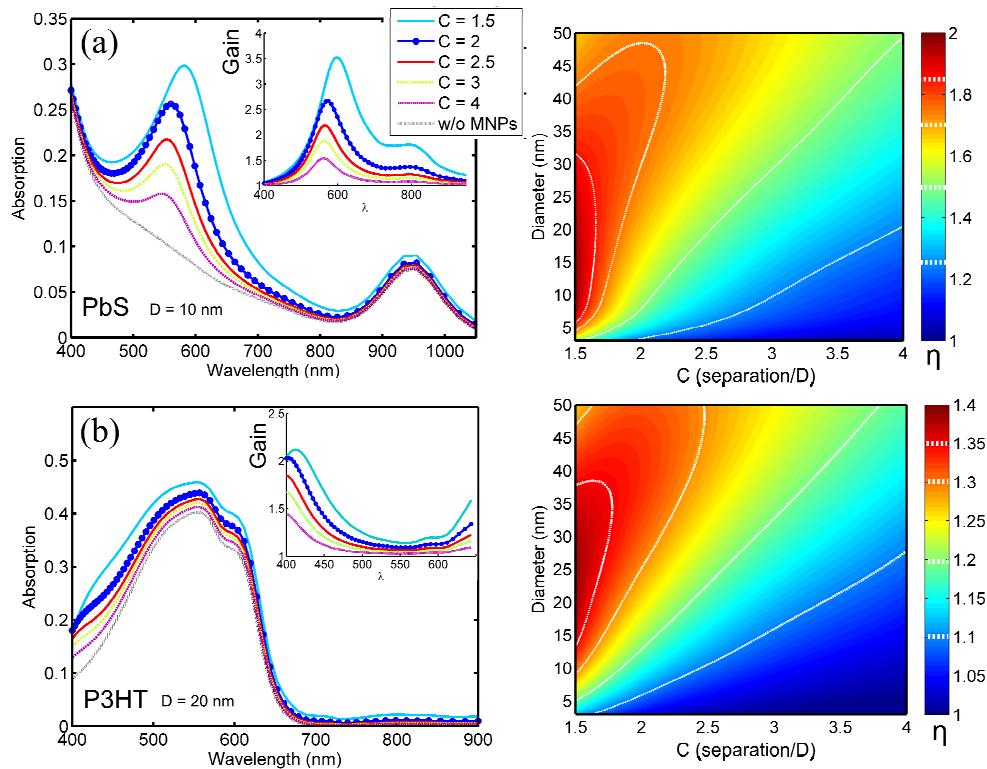 (a)
0.35
0.3
0.25
0.2
0.15
0.1
0.05
0
Absorption
400 500 600 700 800 900 1000
Wavelength (nm)
PbS D = 10 nm
Gain
4
3.5
3
2.5
2
1.5
1
400 600 800
λ
C = 1.5
C = 2
C = 2.5
C = 3
C = 4
w/o MNPs
50
45
40
35
30
25
20
15
10
5
Diameter (nm)
1.5 2 2.5 3 3.5 4
C (separation/D)
2
1.8
1.6
1.4
1.2
1
η
(b)
0.5
0.4
0.3
0.2
0.1
0
Absorption
400 500 600 700 800 900
Wavelength (nm)
P3HT D = 20 nm
Gain
2.5
2
1.5
1
400 450 500 550 600
λ
50
45
40
35
30
25
20
15
10
5
Diameter (nm)
1.5 2 2.5 3 3.5 4
C (separation/D)
1.4
1.35
1.3
1.25
1.2
1.15
1.1
1.05
1
η